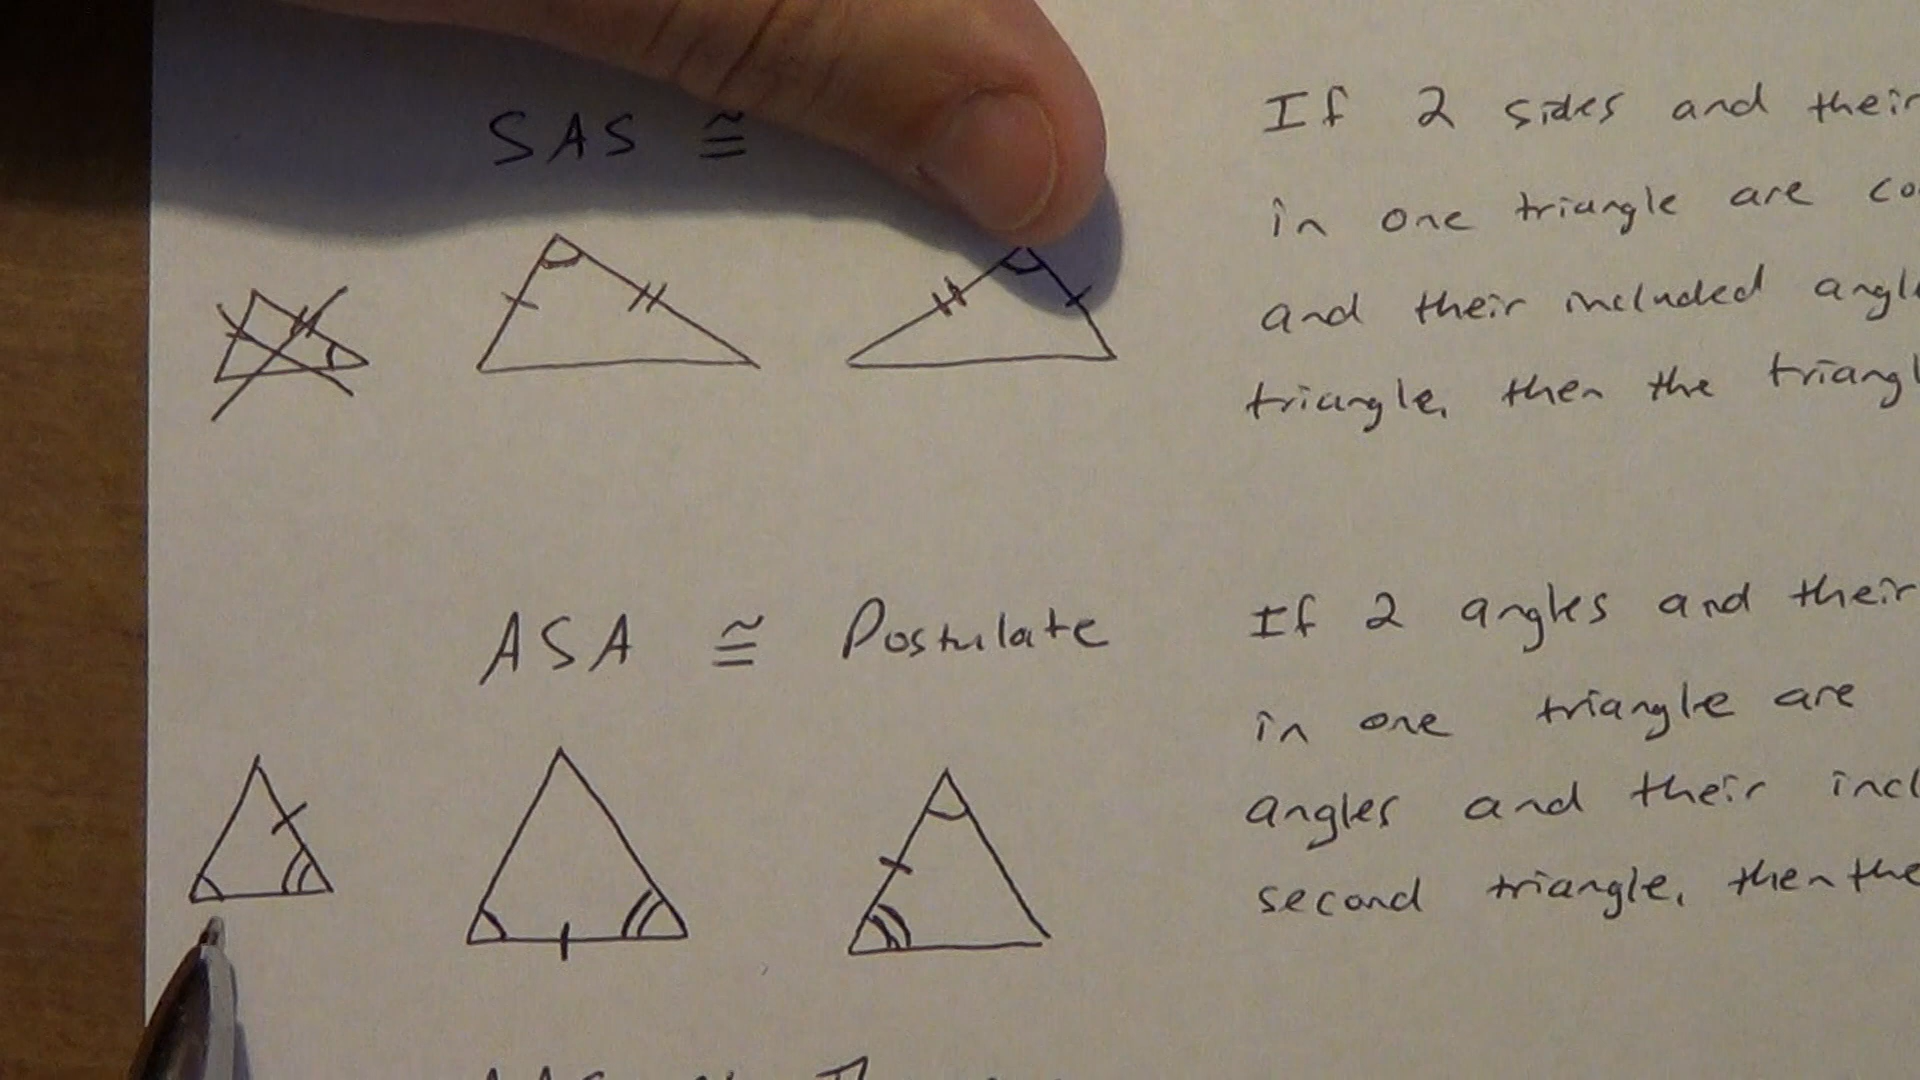 SAS ≅
If 2 sides and their
in one triangle are
and their included
triangle, then the
ASA ≅ Postulate
If 2 angles and their
in one triangle are
angles and their
second triangle, then the